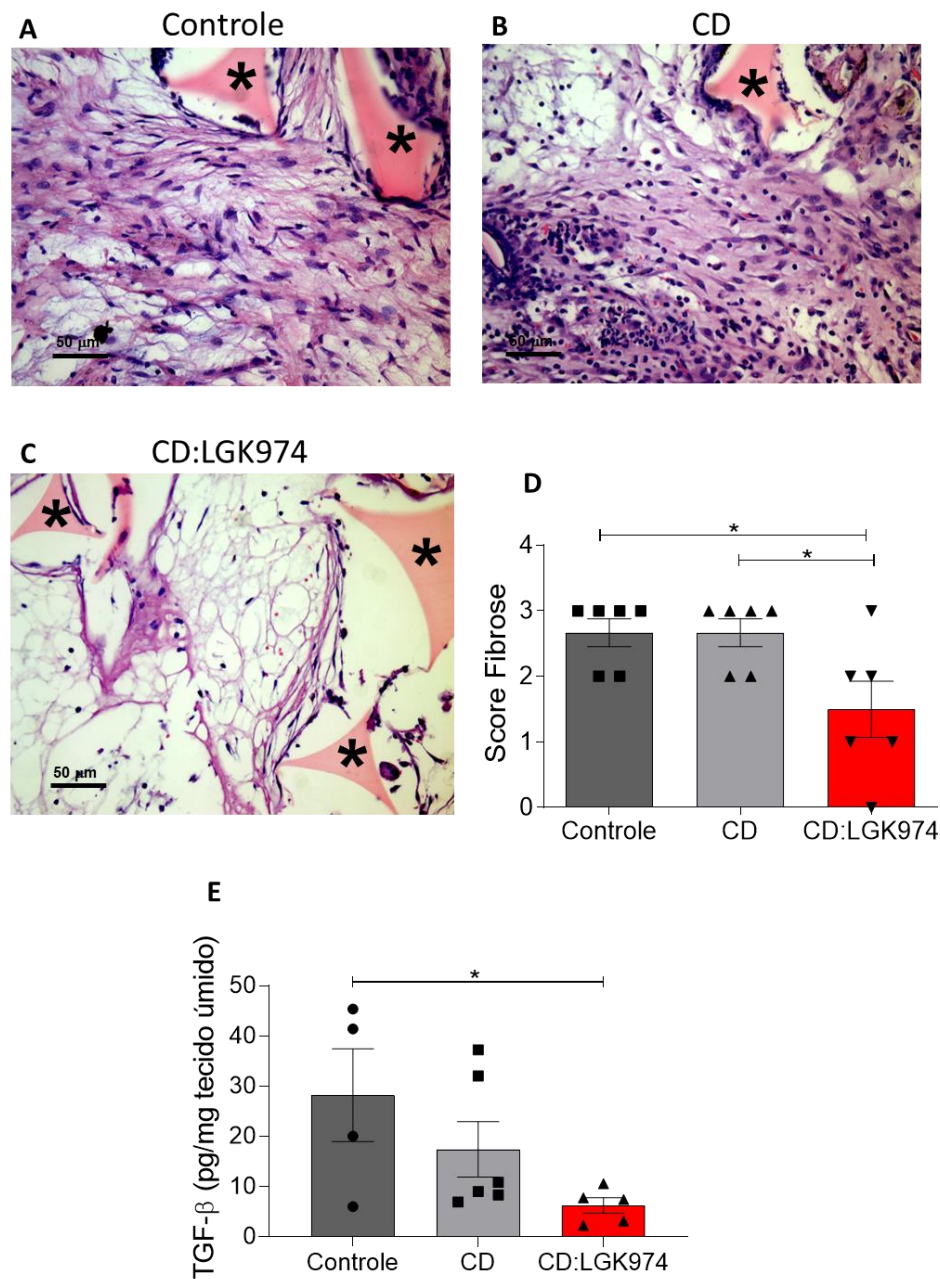 A
Controle
B
CD
*
*
*
50 µm
50 µm
C
CD:LGK974
*
*
*
50 µm
D
*
*
Score Fibrose
4
3
2
1
0
Controle
CD
CD:LGK974
E
*
TGF-β (pg/mg tecido úmido)
50
40
30
20
10
0
Controle
CD
CD:LGK974